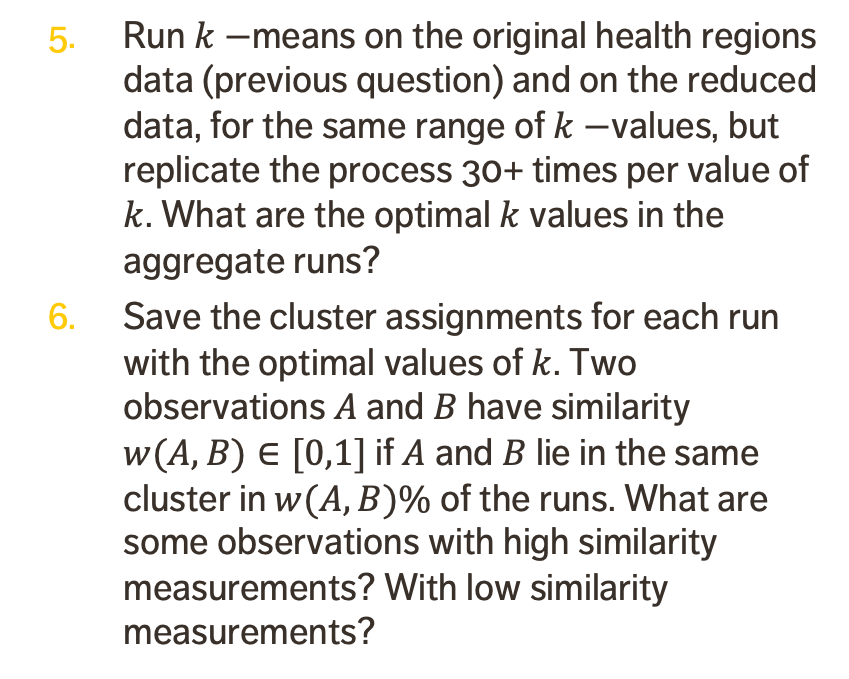 5. Run k –means on the original health regions
data (previous question) and on the reduced
data, for the same range of k –values, but
replicate the process 30+ times per value of
k. What are the optimal k values in the
aggregate runs?
6. Save the cluster assignments for each run
with the optimal values of k. Two
observations A and B have similarity
w(A, B) ∈ [0,1] if A and B lie in the same
cluster in w(A, B)% of the runs. What are
some observations with high similarity
measurements? With low similarity
measurements?